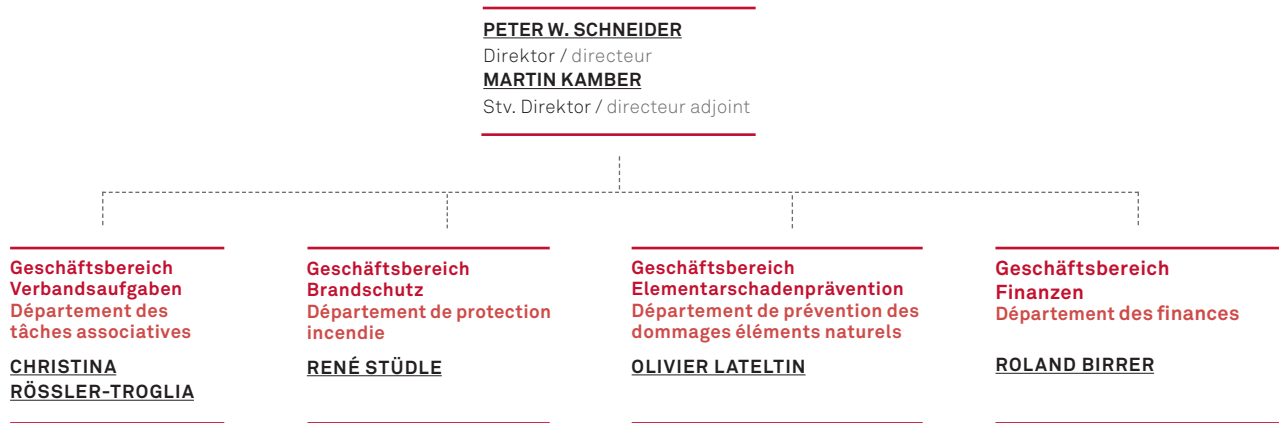 PETER W. SCHNEIDER
Direktor / directeur
MARTIN KAMBER
Stv. Direktor / directeur adjoint
Geschäftsbereich
Verbandsaufgaben
Département des
tâches associatives
CHRISTINA
RÖSSLER-TROGLIA
Geschäftsbereich
Brandschutz
Département de protection
incendie
RENÉ STÜDLE
Geschäftsbereich
Elementarschadenprävention
Département de prévention des
dommages éléments naturels
OLIVIER LATELTIN
Geschäftsbereich
Finanzen
Département des finances
ROLAND BIRRER